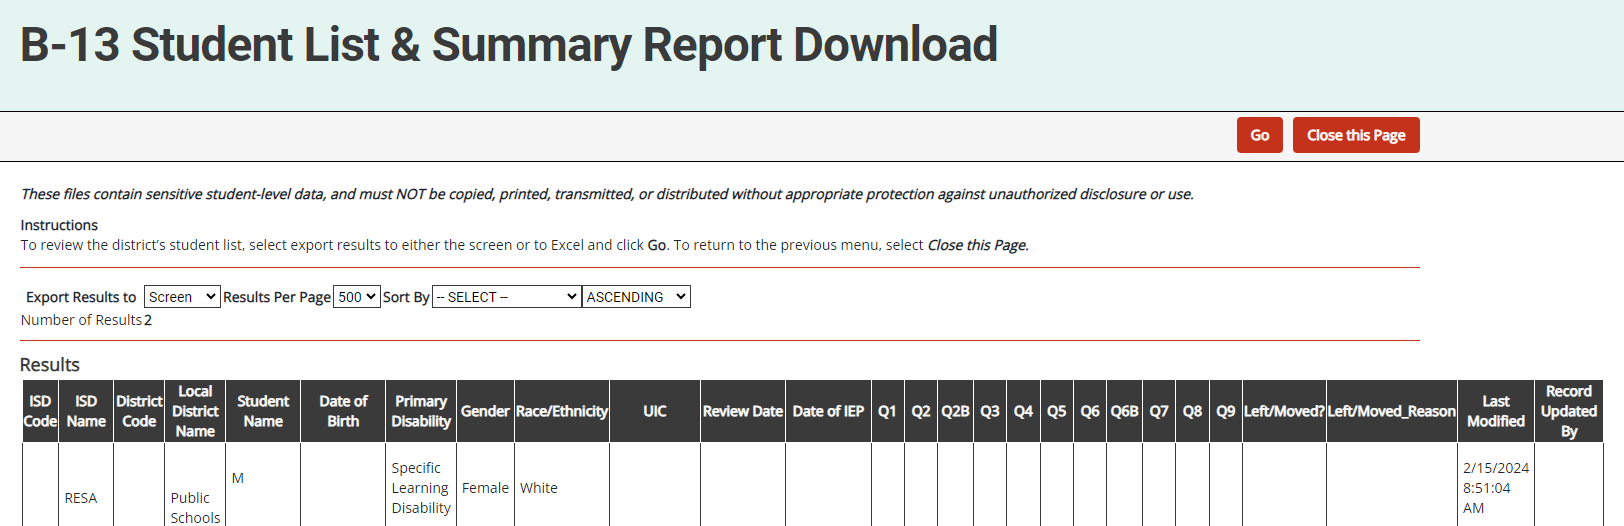 B-13 Student List & Summary Report Download
Go Close this Page
These files contain sensitive student-level data, and must NOT be copied, printed, transmitted, or distributed without appropriate protection against unauthorized disclosure or use.
Instructions
To review the district's student list, select export results to either the screen or to Excel and click Go. To return to the previous menu, select Close this Page.
Export Results to Screen Results Per Page 500 Sort By -- SELECT -- ASCENDING
Number of Results 2
Results
ISD Code ISD Name District Code Local District Name Student Name Date of Birth Primary Disability Gender Race/Ethnicity UIC Review Date Date of IEP Q1 Q2 Q2B Q3 Q4 Q5 Q6 Q6B Q7 Q8 Q9 Left/Moved? Left/Moved_Reason Last Modified Record Updated By
RESA Public Schools M Specific Learning Disability Female White 2/15/2024 8:51:04 AM